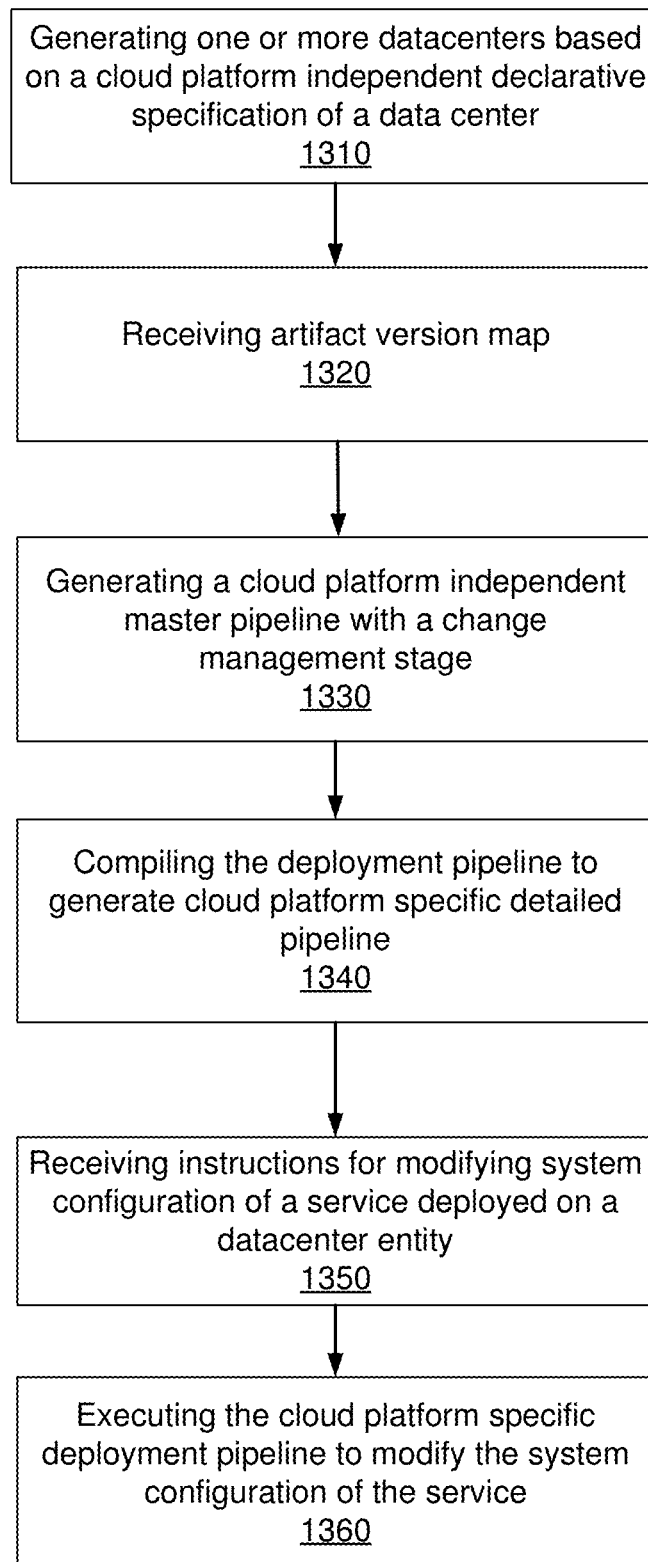 Generating one or more datacenters based
on a cloud platform independent declarative
specification of a data center
1310
Receiving artifact version map
1320
Generating a cloud platform independent
master pipeline with a change
management stage
1330
Compiling the deployment pipeline to
generate cloud platform specific detailed
pipeline
1340
Receiving instructions for modifying system
configuration of a service deployed on a
datacenter entity
1350
Executing the cloud platform specific
deployment pipeline to modify the system
configuration of the service
1360